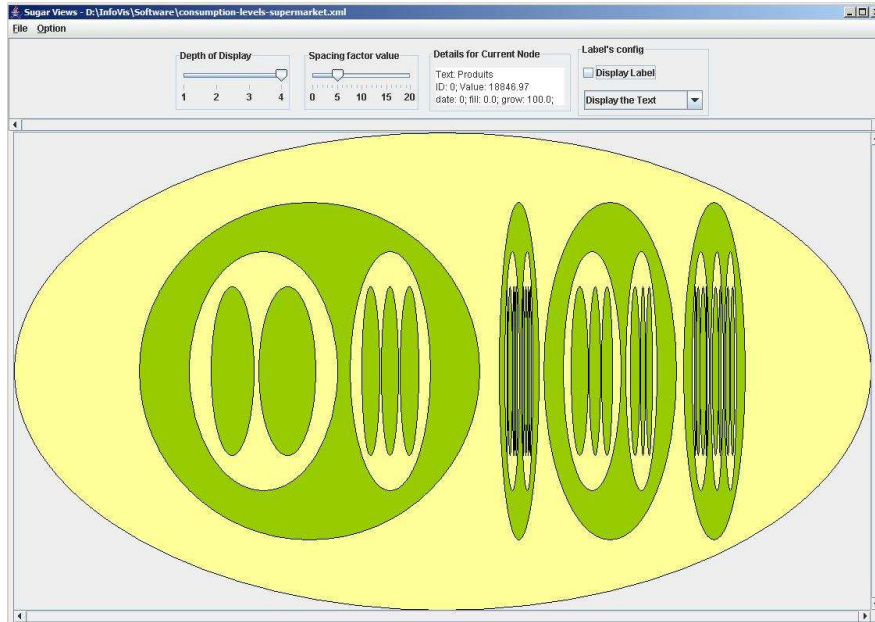 Sugar Views - D:\InfoVis\Software\consumption-levels-supermarket.xml
File Option
Depth of Display
1 2 3 4
Spacing factor value
0 5 10 15 20
Details for Current Node
Text: Produits
ID: 0; Value: 18846.97
date: 0; fill: 0.0; grow: 100.0;
Label's config
Display Label
Display the Text